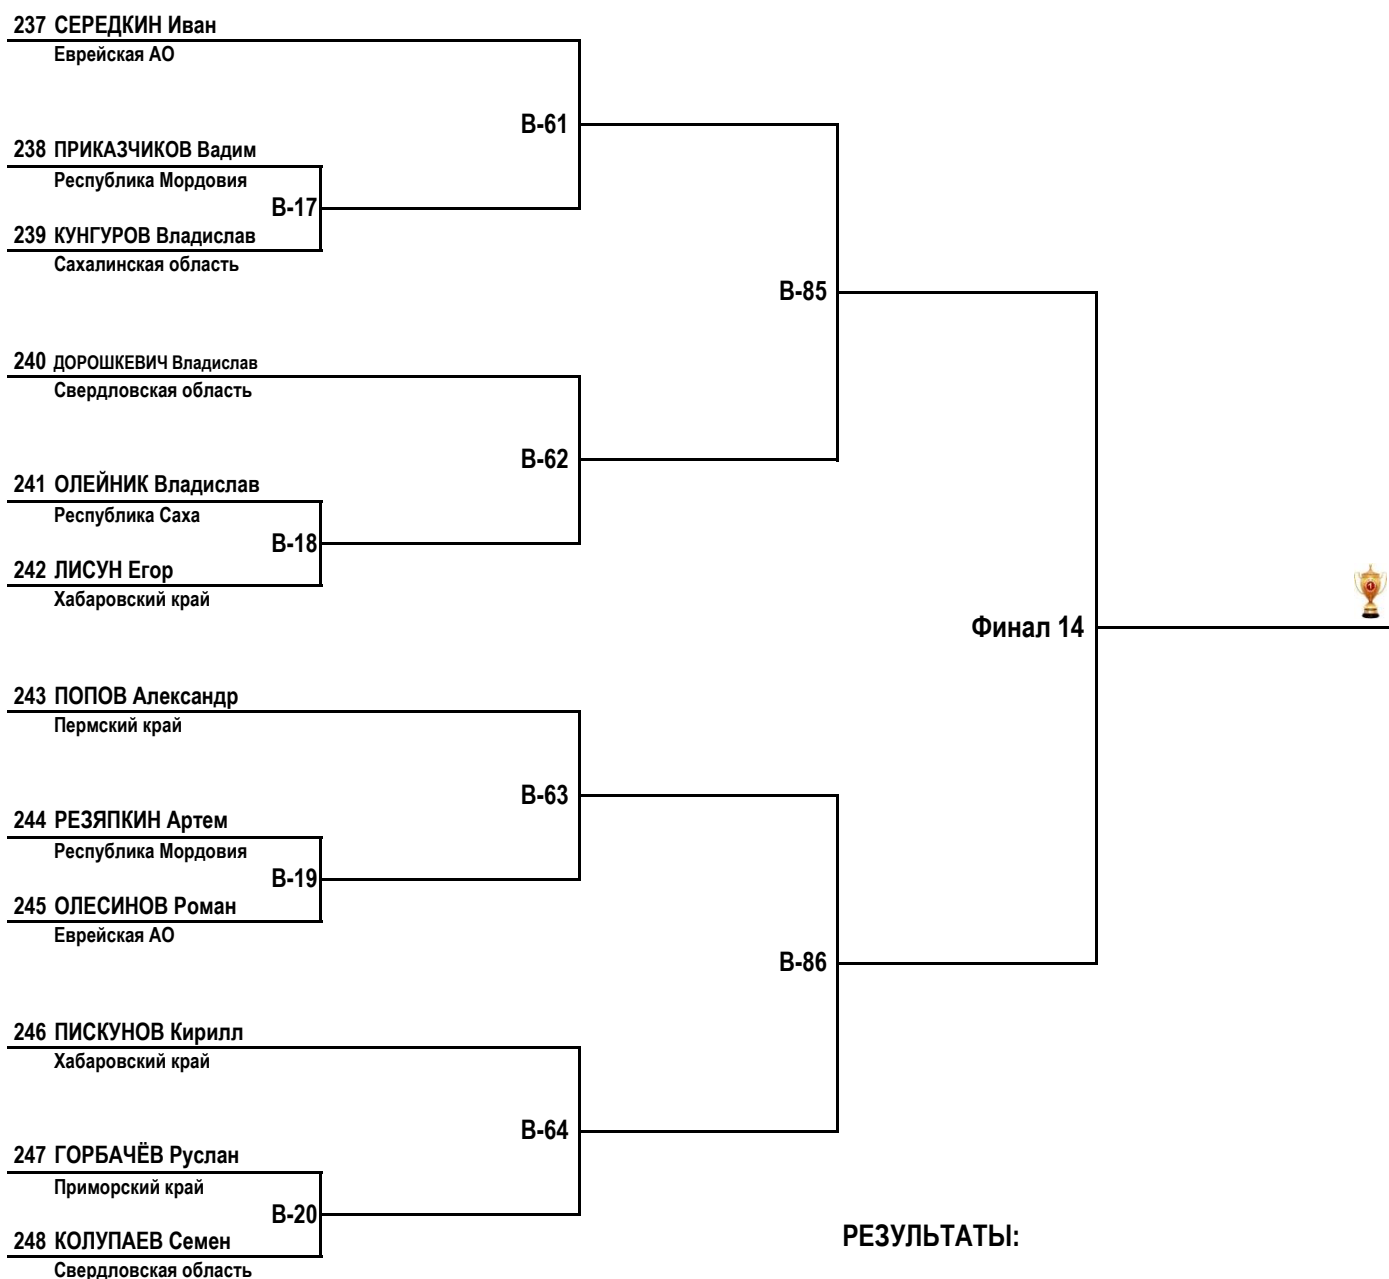 237 СЕРЕДКИН Иван
Еврейская АО
В-61
238 ПРИКАЗЧИКОВ Вадим
Республика Мордовия
В-17
239 КУНГУРОВ Владислав
Сахалинская область
В-85
240 ДОРОШКЕВИЧ Владислав
Свердловская область
В-62
241 ОЛЕЙНИК Владислав
Республика Саха
В-18
242 ЛИСУН Егор
Хабаровский край
1
Финал 14
243 ПОПОВ Александр
Пермский край
В-63
244 РЕЗЯПКИН Артем
Республика Мордовия
В-19
245 ОЛЕСИНОВ Роман
Еврейская АО
В-86
246 ПИСКУНОВ Кирилл
Хабаровский край
В-64
247 ГОРБАЧЁВ Руслан
Приморский край
В-20
248 КОЛУПАЕВ Семен
Свердловская область
РЕЗУЛЬТАТЫ: